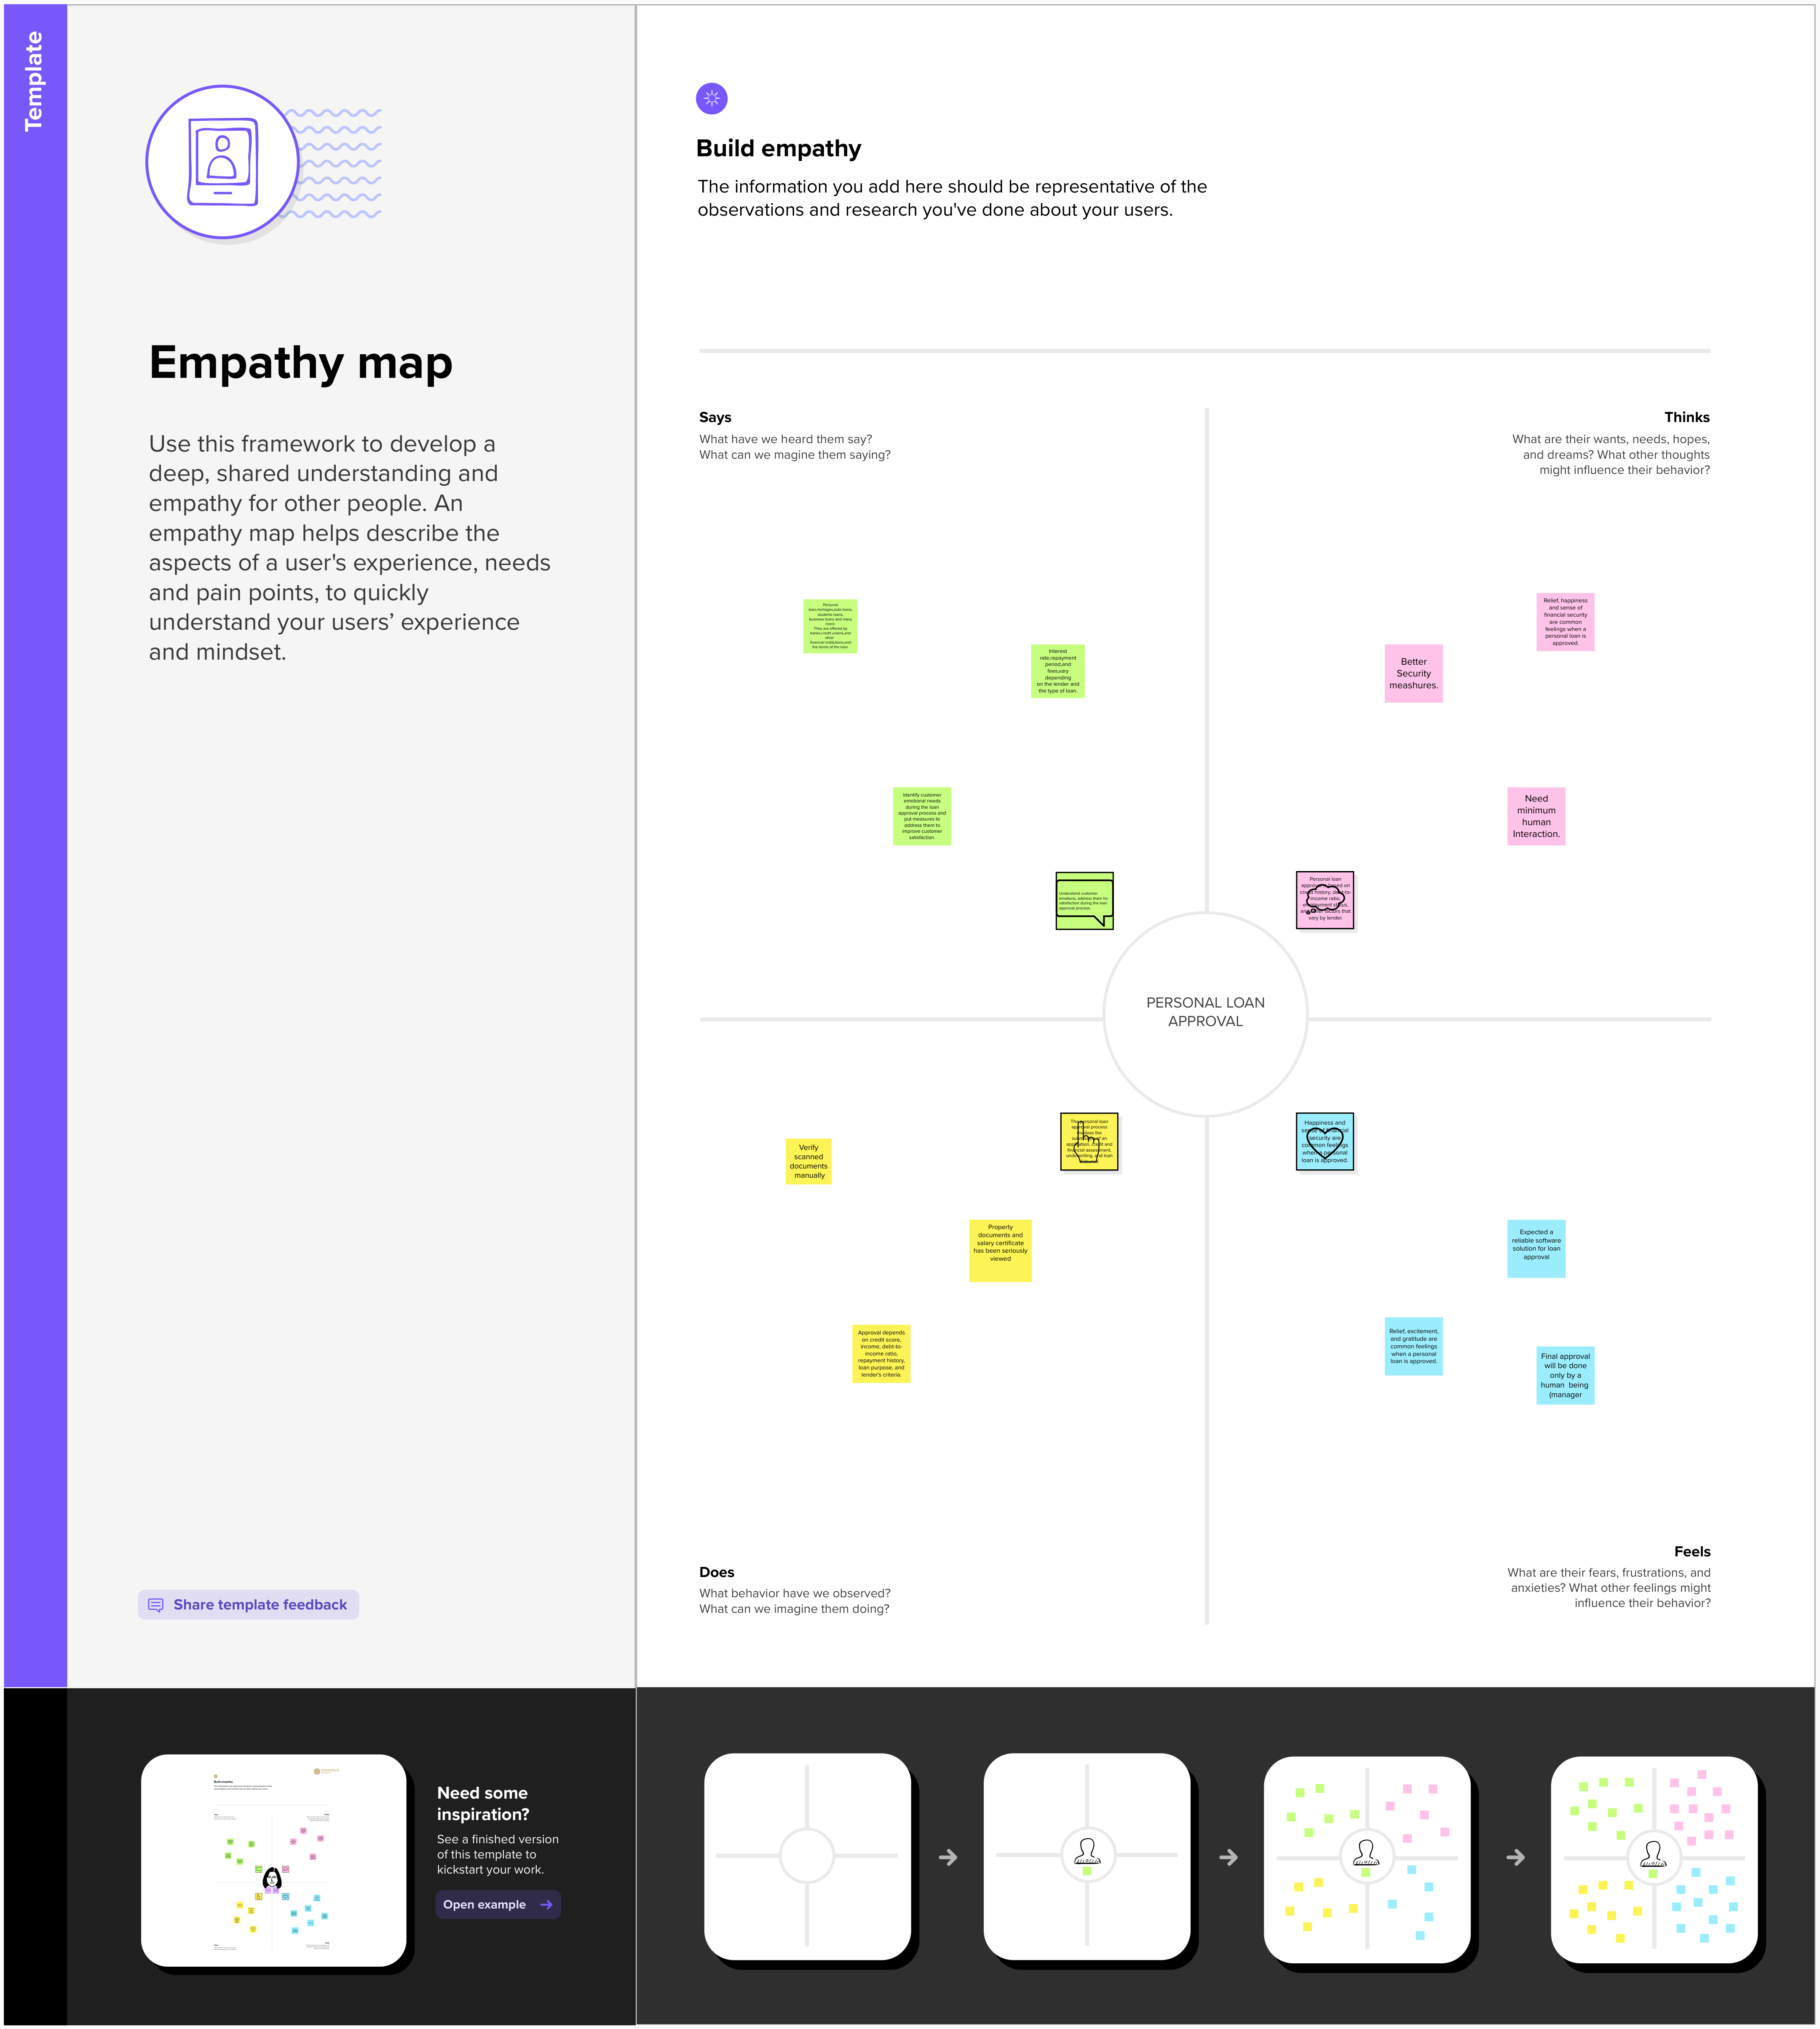 Template
Empathy map
Use this framework to develop a
deep, shared understanding and
empathy for other people. An
empathy map helps describe the
aspects of a user's experience, needs
and pain points, to quickly
understand your users’ experience
and mindset.
Share template feedback
Build empathy
The information you add here should be representative of the
observations and research you've done about your users.
Says
What have we heard them say?
What can we magine them saying?
Thinks
What are their wants, needs, hopes,
and dreams? What other thoughts
might influence their behavior?
Personal
loan,mortages,auto loans,
students loans,
business loans and many
more.
They are offered by
banks,credit unions,and
other
financial institutions,and
the terms of the loan
Interest
rate,repayment
period,and
fees,vary
depending
on the lender and
the type of loan.
Identify customer
emotional needs
during the loan
approval process and
put measures to
address them to
improve customer
satisfaction.
Understand customer
emotions, address them for
satisfaction during the loan
approval process.
Relief, happiness
and sense of
financial security
are common
feelings when a
personal loan is
approved.
Better
Security
meashures.
Need
minimum
human
Interaction.
Personal loan
based on
credit history, debt-to-
income ratio,
employment status,
factors that
vary by lender.
PERSONAL LOAN
APPROVAL
Verify
scanned
documents
manually
personal loan
process
the
an
credit and
financial
loan
Property
documents and
salary certificate
has been seriously
viewed
Approval depends
on credit score,
income, debt-to-
income ratio,
repayment history,
loan purpose, and
lender's criteria.
Happiness and
sense of financial
security are
common feelings
when a personal
loan is approved.
Expected a
reliable software
solution for loan
approval
Relief, excitement,
and gratitude are
common feelings
when a personal
loan is approved.
Final approval
will be done
only by a
human being
(manager
Does
What behavior have we observed?
What can we imagine them doing?
Feels
What are their fears, frustrations, and
anxieties? What other feelings might
influence their behavior?
Build empathy
Need some
inspiration?
See a finished version
of this template to
kickstart your work.
Open example